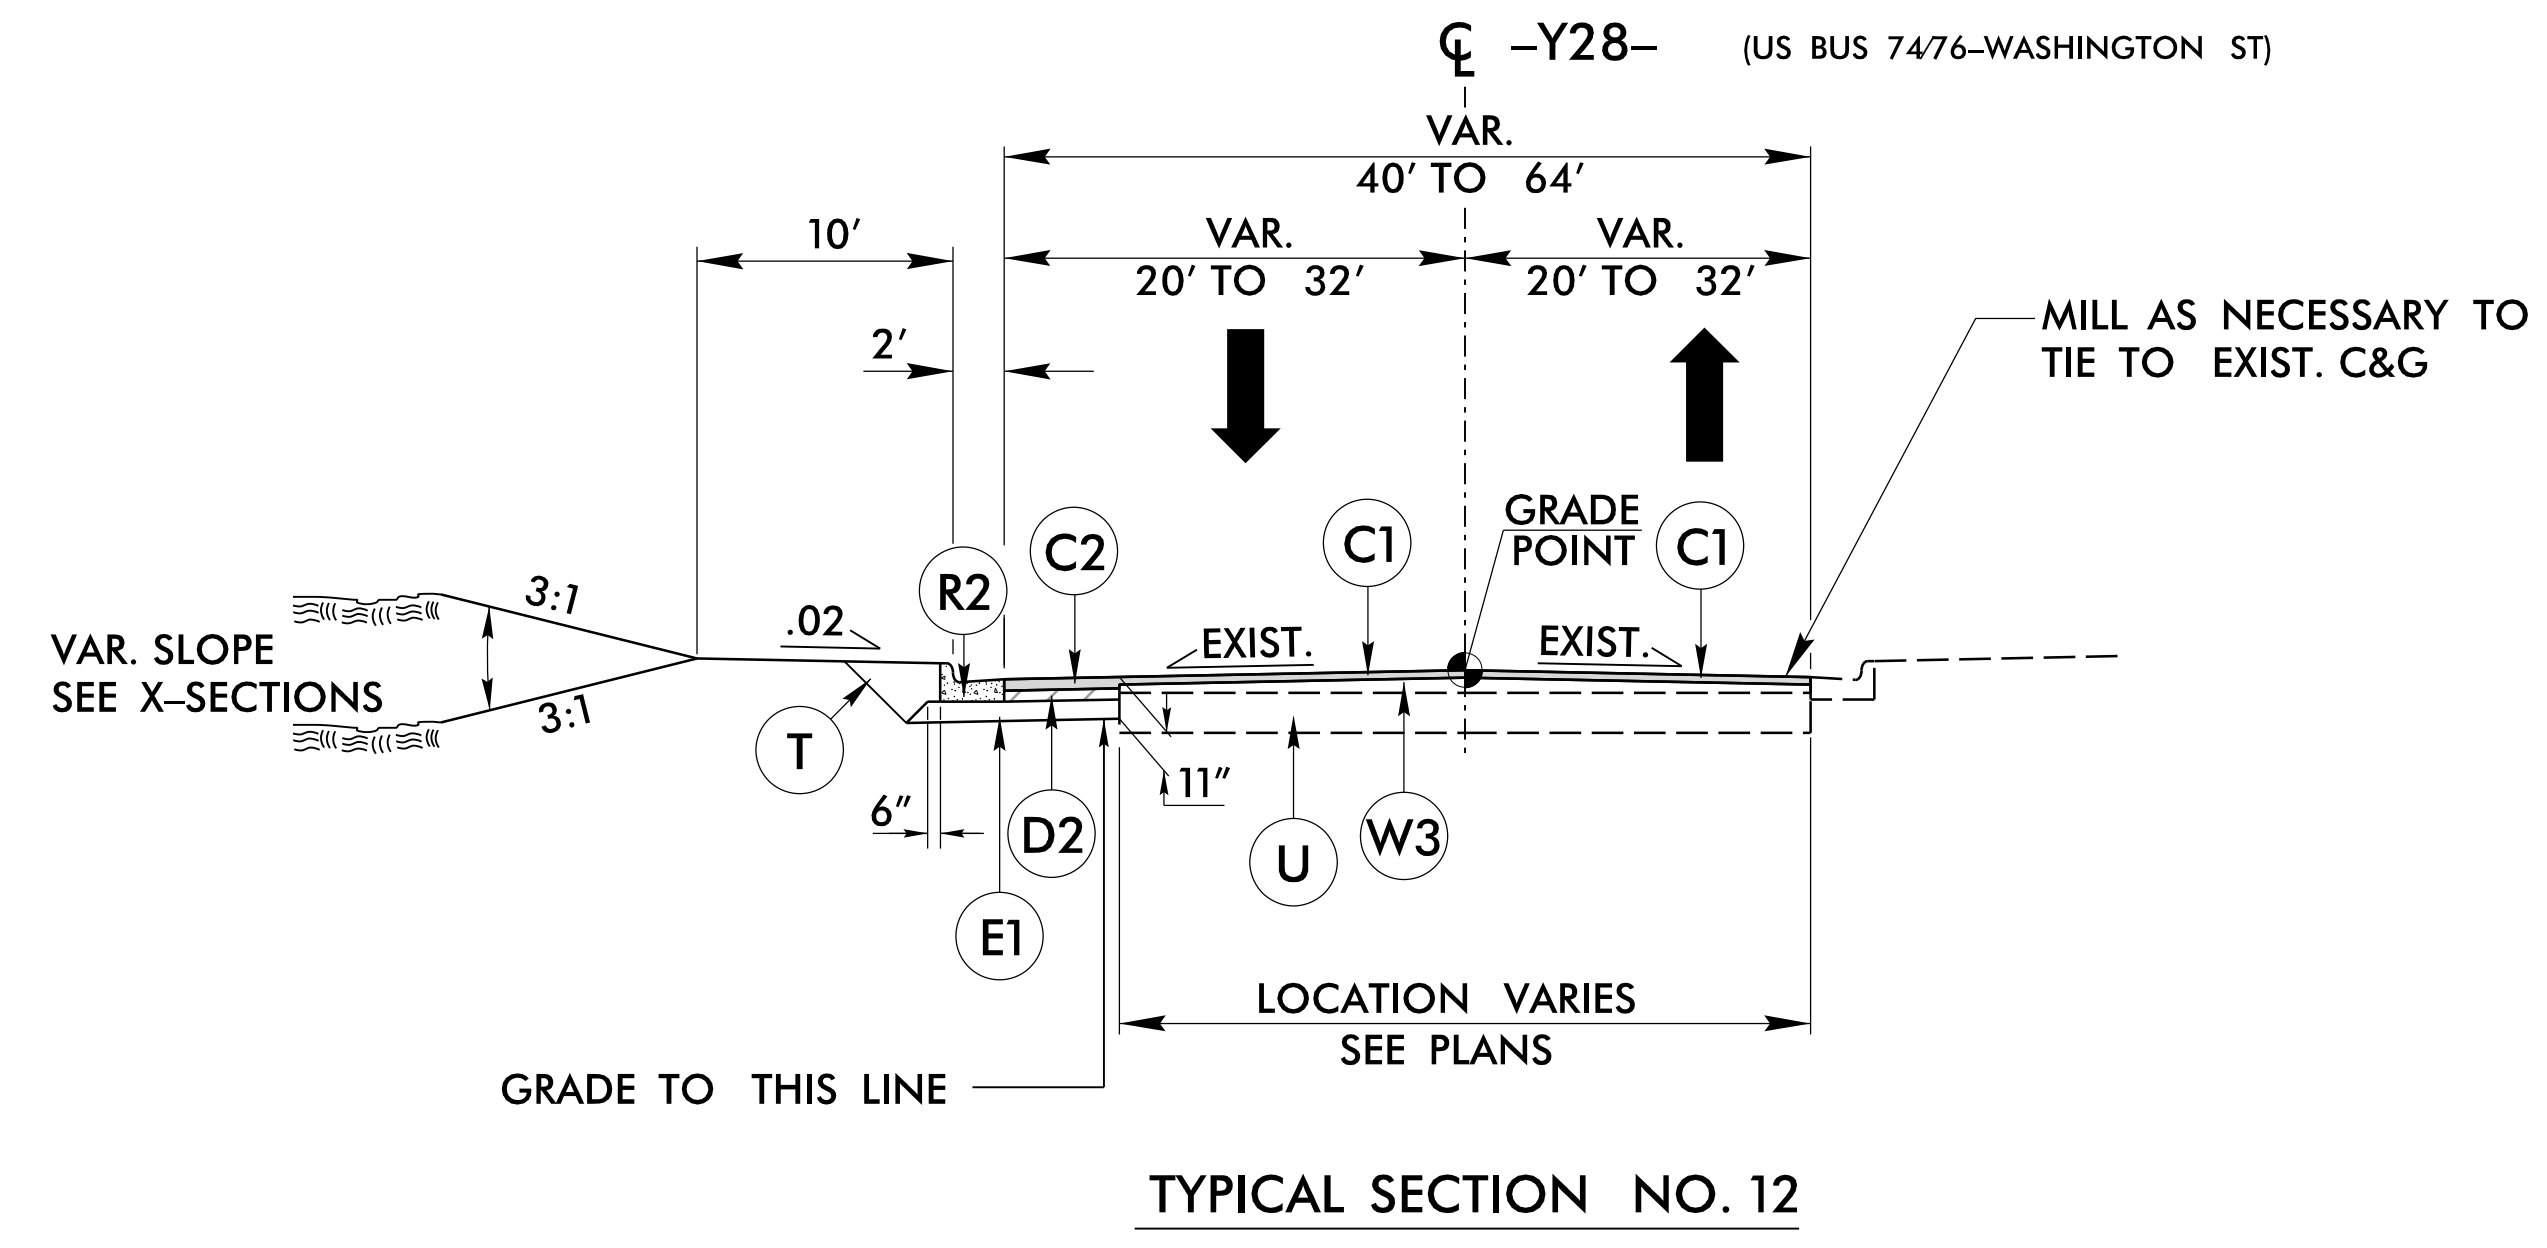 ℄ –Y28– (US BUS 74/76–WASHINGTON ST)
VAR.
40' TO 64'
10'
VAR.
20' TO 32'
VAR.
20' TO 32'
2'
MILL AS NECESSARY TO
TIE TO EXIST. C&G
GRADE
POINT
C2
C1
C1
R2
3:1
.02
EXIST.
EXIST.
VAR. SLOPE
SEE X–SECTIONS
3:1
T
6"
11"
D2
U
W3
E1
LOCATION VARIES
SEE PLANS
GRADE TO THIS LINE
TYPICAL SECTION NO. 12